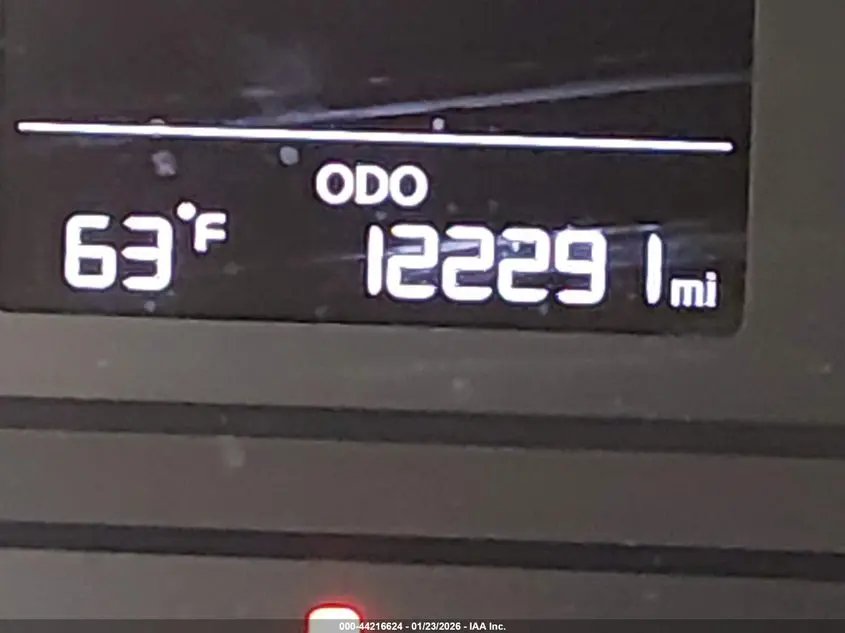 ODO
63°F 122291 mi
000-44216624 - 01/23/2026 - IAA Inc.